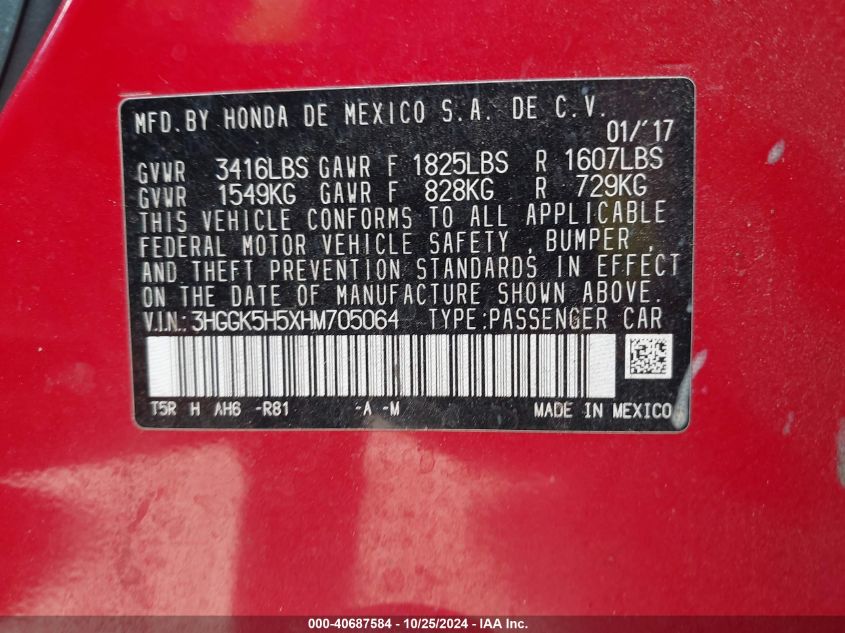 MFD.BY HONDA DE MEXICO S.A. DE C.V.
01/'17
GVWR 3416LBS GAWR F 1825LBS R 1607LBS
GVWR 1549KG GAWR F 828KG R 729KG
THIS VEHICLE CONFORMS TO ALL APPLICABLE
FEDERAL MOTOR VEHICLE SAFETY , BUMPER ,
AND THEFT PREVENTION STANDARDS IN EFFECT
ON THE DATE OF MANUFACTURE SHOWN ABOVE.
V.I.N.: 3HGGK5H5XHM705064 TYPE:PASSENGER CAR
T5R H AH6 -R81 -A -M MADE IN MEXICO
000-40687584 - 10/25/2024 - IAA Inc.